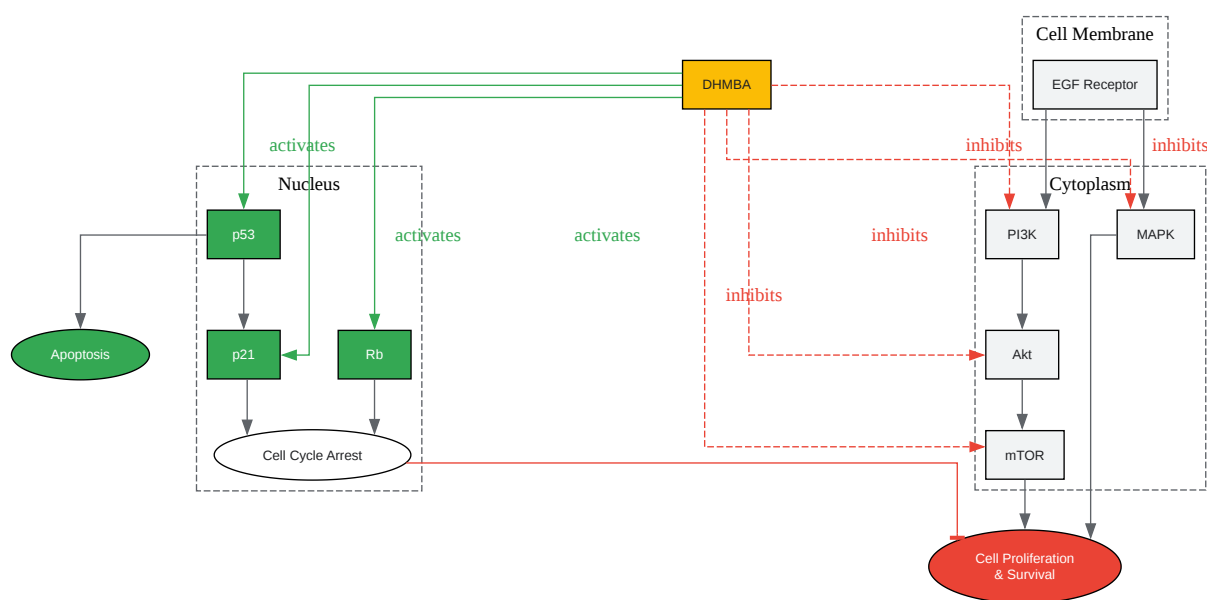 Cell Membrane
DHMBA
EGF Receptor
activates
inhibits
inhibits
Nucleus
Cytoplasm
p53
activates
activates
inhibits
PI3K
MAPK
inhibits
Apoptosis
p21
Rb
Akt
Cell Cycle Arrest
mTOR
Cell Proliferation
& Survival